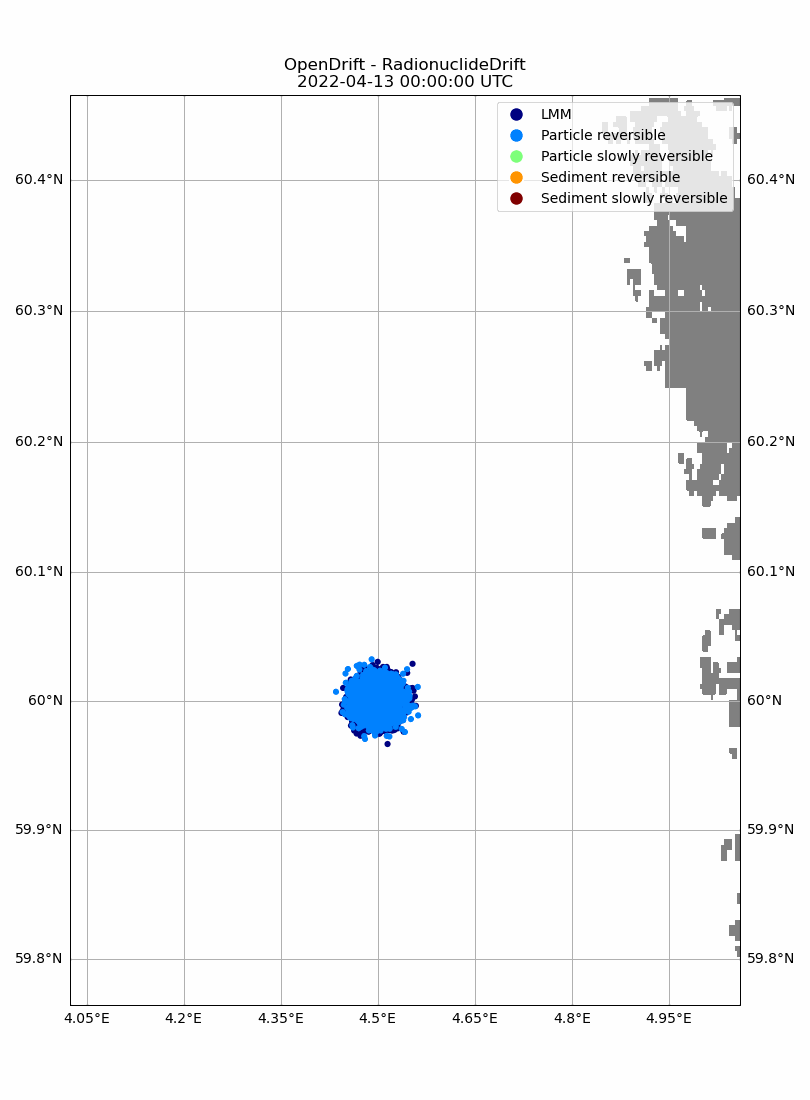 OpenDrift - RadionuclideDrift
2022-04-13 00:00:00 UTC
LMM
Particle reversible
Particle slowly reversible
Sediment reversible
Sediment slowly reversible
60.4°N 60.4°N
60.3°N 60.3°N
60.2°N 60.2°N
60.1°N 60.1°N
60°N 60°N
59.9°N 59.9°N
59.8°N 59.8°N
4.05°E 4.2°E 4.35°E 4.5°E 4.65°E 4.8°E 4.95°E